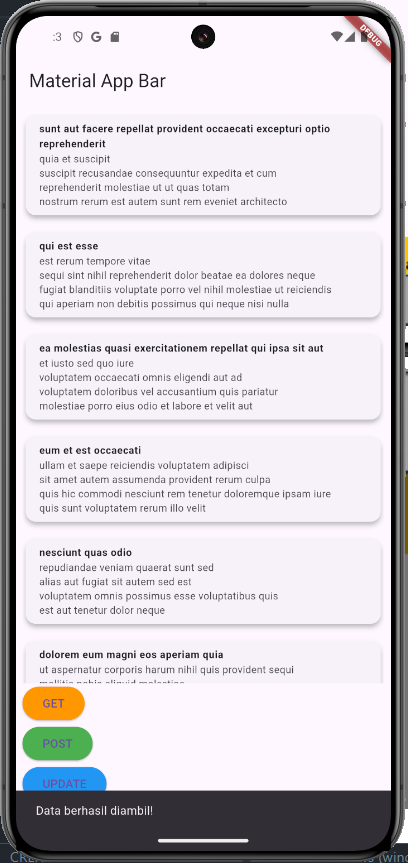 :3
DEBUG
Material App Bar
sunt aut facere repellat provident occaecati excepturi optio
reprehenderit
quia et suscipit
suscipit recusandae consequuntur expedita et cum
reprehenderit molestiae ut ut quas totam
nostrum rerum est autem sunt rem eveniet architecto
qui est esse
est rerum tempore vitae
sequi sint nihil reprehenderit dolor beatae ea dolores neque
fugiat blanditiis voluptate porro vel nihil molestiae ut reiciendis
qui aperiam non debitis possimus qui neque nisi nulla
ea molestias quasi exercitationem repellat qui ipsa sit aut
et iusto sed quo iure
voluptatem occaecati omnis eligendi aut ad
voluptatem doloribus vel accusantium quis pariatur
molestiae porro eius odio et labore et velit aut
eum et est occaecati
ullam et saepe reiciendis voluptatem adipisci
sit amet autem assumenda provident rerum culpa
quis hic commodi nesciunt rem tenetur doloremque ipsam iure
quis sunt voluptatem rerum illo velit
nesciunt quas odio
repudiandae veniam quaerat sunt sed
alias aut fugiat sit autem sed est
voluptatem omnis possimus esse voluptatibus quis
est aut tenetur dolor neque
dolorem eum magni eos aperiam quia
ut aspernatur corporis harum nihil quis provident sequi
mollitia nobis aliquid molestiae
GET
POST
UPDATE
Data berhasil diambil!